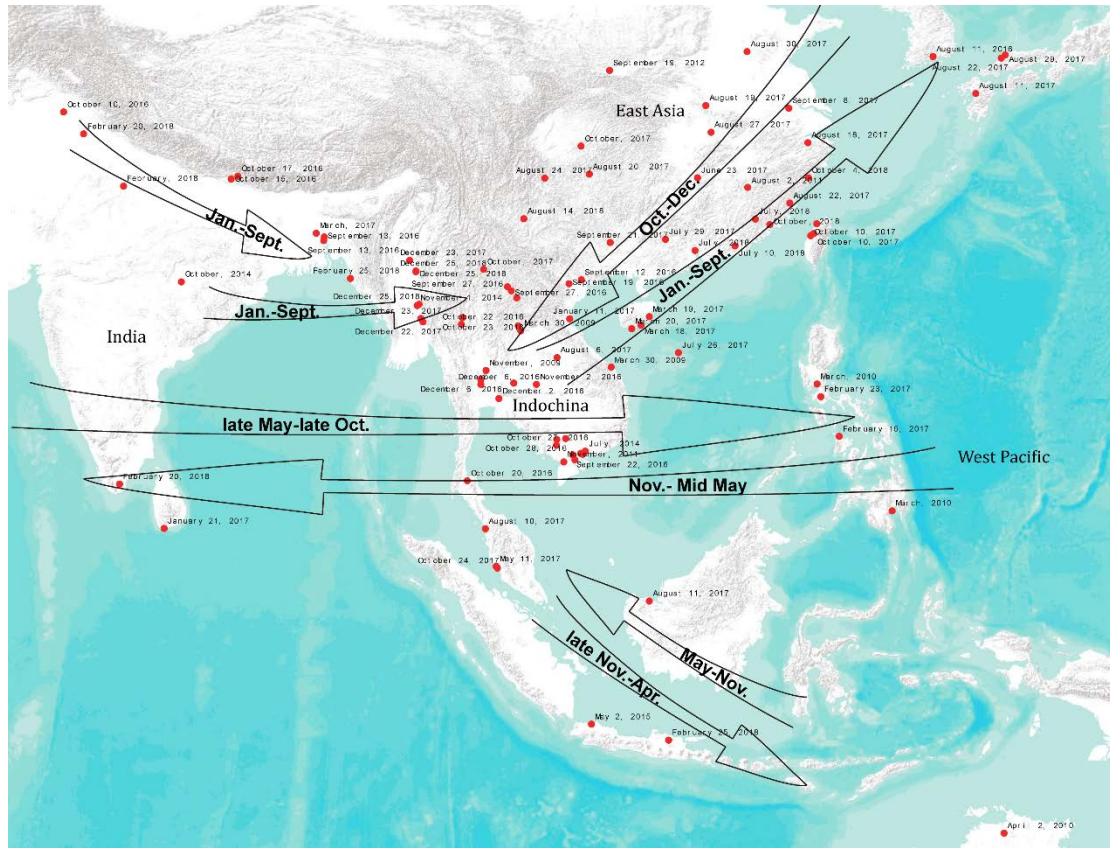 August 30, 2017
August 11, 2016
August 29, 2017
August 22, 2017
September 19, 2012
August 11, 2017
October 10, 2016
August 19, 2017
September 8, 2017
East Asia
February 20, 2018
August 27, 2017
October, 2017
August 18, 2017
October 17, 2016
October 16, 2016
August 20, 2017
August 24, 2017
June 23, 2017
October 4, 2018
February, 2018
August 2, 2011
Oct.-Dec.
August 22, 2017
August 14, 2018
July, 2018
October, 2018
Jan.-Sept.
March, 2017
September 13, 2016
September 13, 2016
September 21, 2017
July 29, 2017
October 10, 2017
October 10, 2017
July, 2018
July 10, 2018
December 23, 2017
December 25, 2018
December 25, 2018
October, 2017
October, 2014
February 25, 2018
September 27, 2016
September 12, 2016
September 19, 2016
September 27, 2016
Jan.-Sept.
Jan.-Sept.
December 25, 2018
November 1, 2014
December 23, 2017
December 22, 2017
October 22, 2016
October 23, 2016
March 30, 2009
January 11, 2017
March 19, 2017
March 20, 2017
March 18, 2017
India
July 26, 2017
August 6, 2017
March 30, 2009
November, 2009
December 6, 2016
December 6, 2016
November 2, 2016
December 2, 2016
March, 2010
February 23, 2017
Indochina
late May-late Oct.
February 16, 2017
July, 2014
October 28, 2016
November, 2011
September 22, 2016
West Pacific
October 20, 2016
February 20, 2018
Nov.- Mid May
January 21, 2017
March, 2010
August 10, 2017
October 24, 2017
May 11, 2017
August 11, 2017
late Nov.-Apr.
May-Nov.
May 2, 2015
February 25, 2018
April 2, 2010